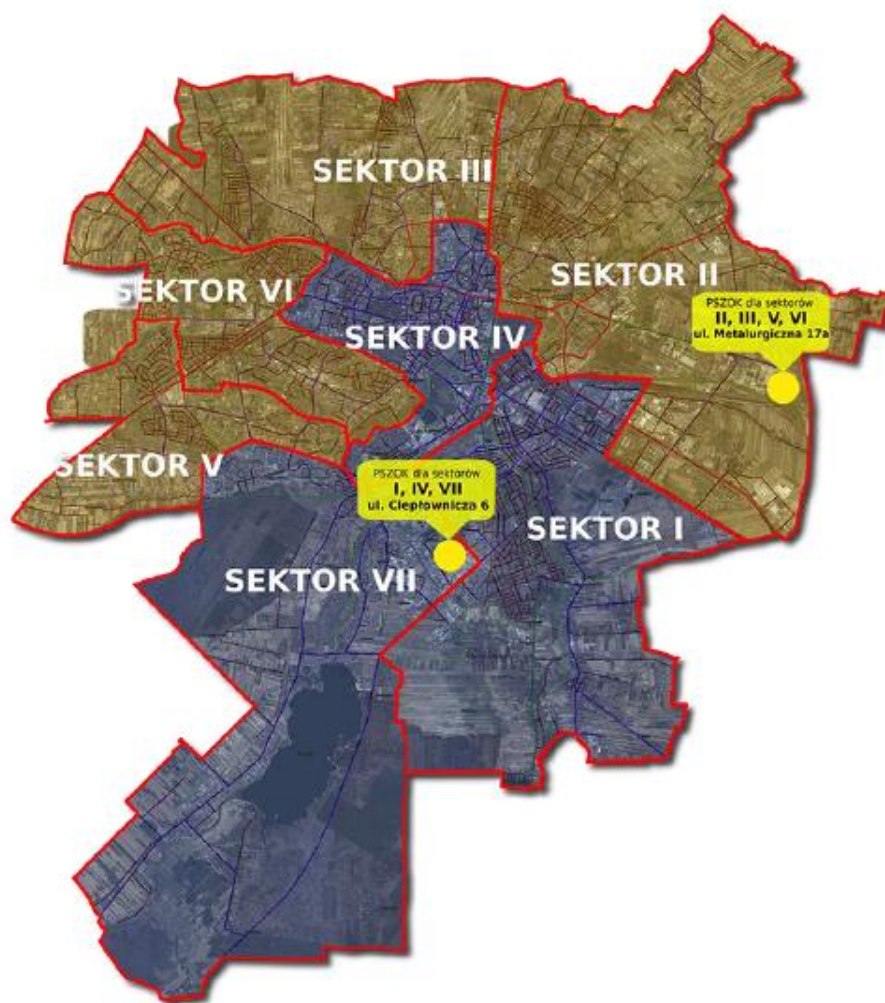 SEKTOR III
SEKTOR II
SEKTOR VI
PSZOK dla sektorów
II, III, V, VI
ul. Metalurgiczna 17a
SEKTOR IV
SEKTOR V
PSZOK dla sektorów
I, IV, VII
ul. Ciepłownicza 6
SEKTOR I
SEKTOR VII